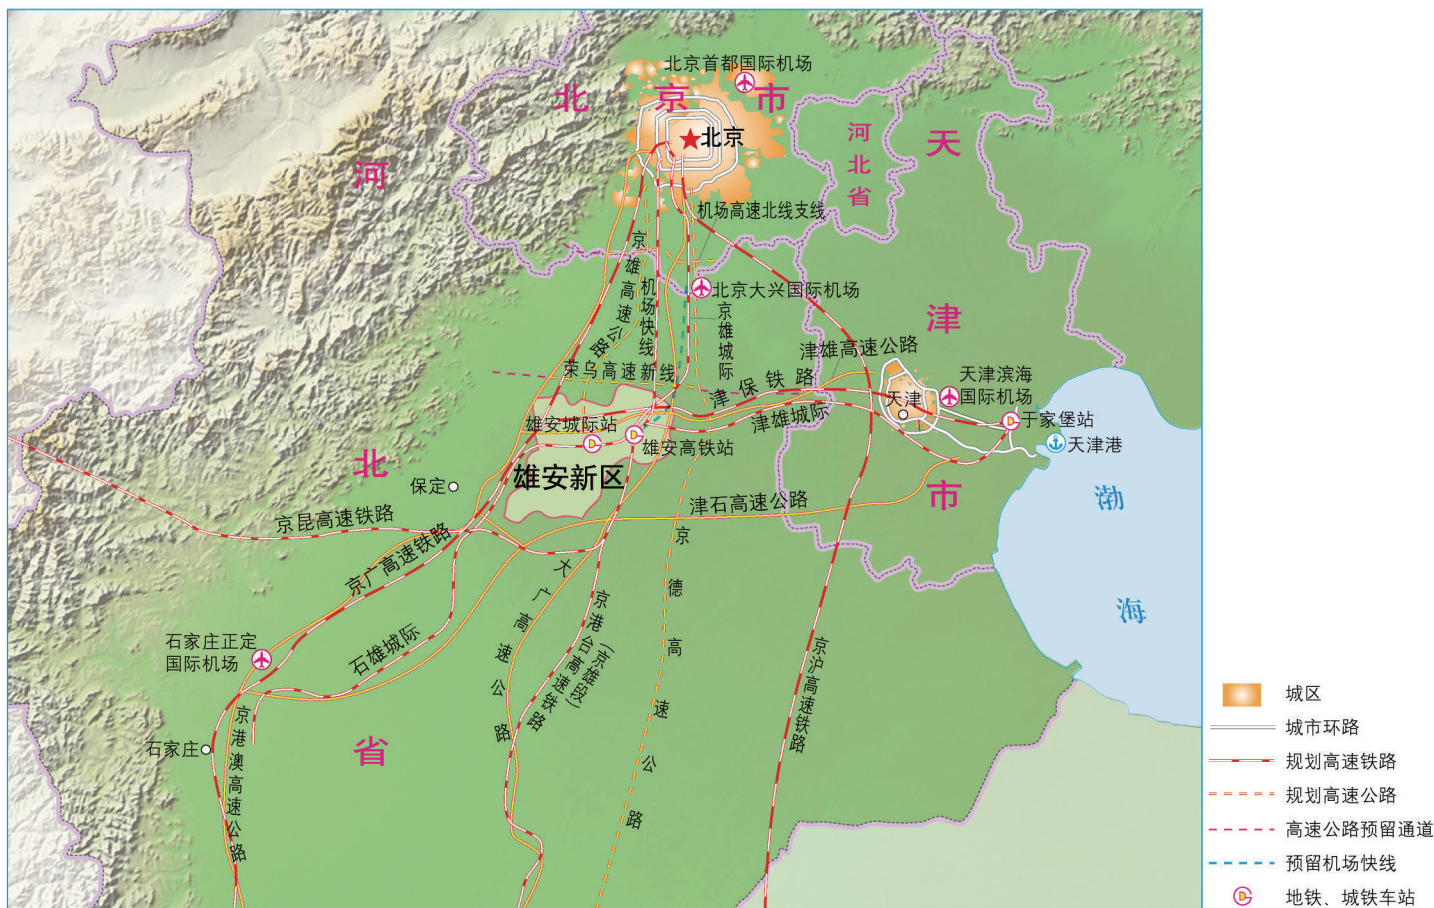 北京首都国际机场
北京市
北京
河北省
天津市
河北省
机场高速北线支线
京雄高速公路
机场快线
北京大兴国际机场
京雄城际
荣乌高速新线
津雄高速公路
津保铁路
津雄城际
天津
天津滨海
国际机场
于家堡站
天津港
雄安城际站
雄安高铁站
雄安新区
保定
津石高速公路
京昆高速铁路
京广高速铁路
渤海
大广高速公路
京港台高速铁路
(京雄段)
京德高速公路
石雄城际
石家庄正定
国际机场
京沪高速铁路
京港澳高速公路
石家庄
城区
城市环路
规划高速铁路
规划高速公路
高速公路预留通道
预留机场快线
地铁、城铁车站